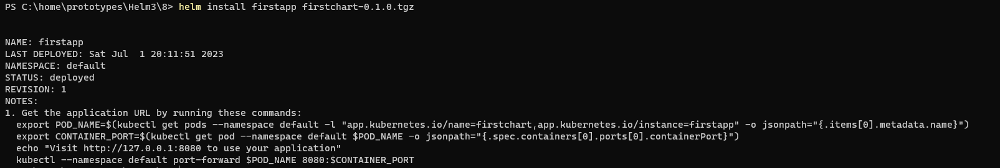 PS C:\home\prototypes\Helm3\8> helm install firstapp firstchart-0.1.0.tgz
NAME: firstapp
LAST DEPLOYED: Sat Jul  1 20:11:51 2023
NAMESPACE: default
STATUS: deployed
REVISION: 1
NOTES:
1. Get the application URL by running these commands:
  export POD_NAME=$(kubectl get pods --namespace default -l "app.kubernetes.io/name=firstchart,app.kubernetes.io/instance=firstapp" -o jsonpath="{.items[0].metadata.name}")
  export CONTAINER_PORT=$(kubectl get pod --namespace default $POD_NAME -o jsonpath="{.spec.containers[0].ports[0].containerPort}")
  echo "Visit http://127.0.0.1:8080 to use your application"
  kubectl --namespace default port-forward $POD_NAME 8080:$CONTAINER_PORT